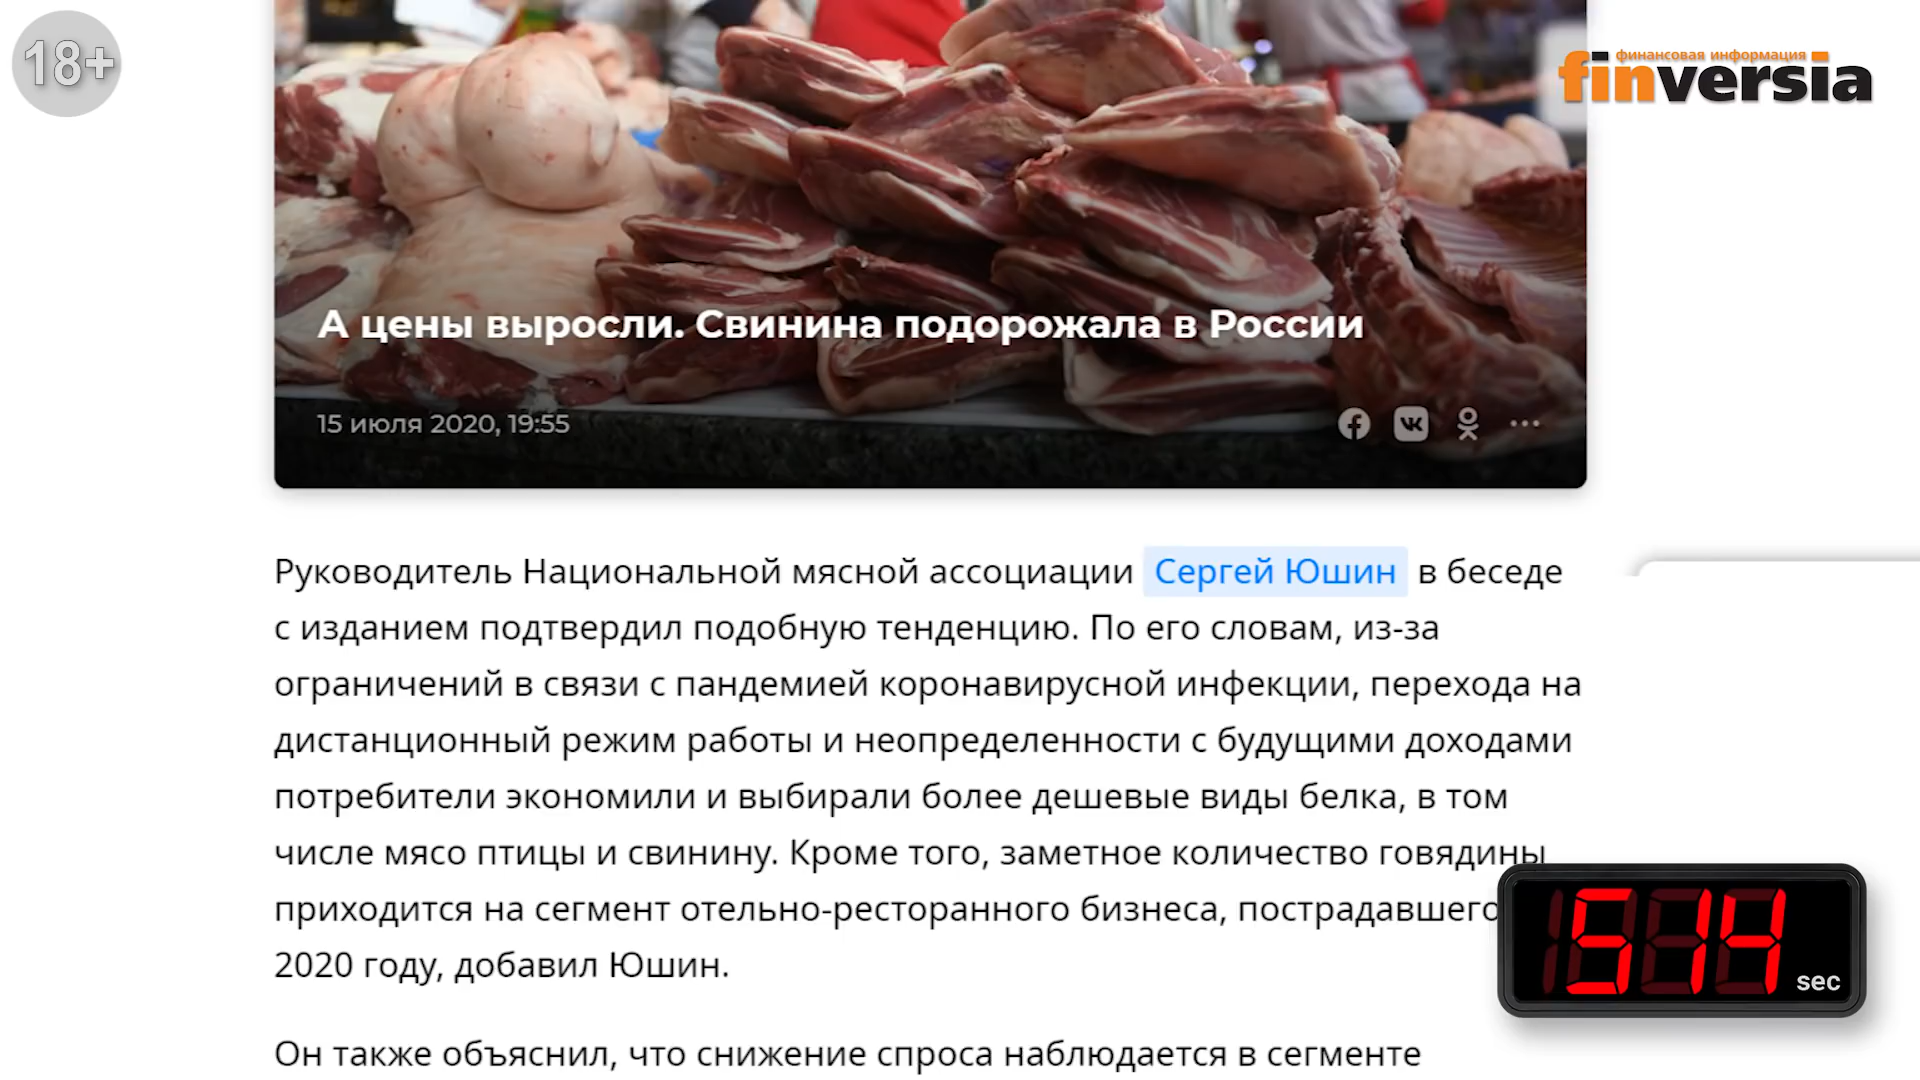 18+
финансовая информация
finversia
А цены выросли. Свинина подорожала в России
15 июля 2020, 19:55
Руководитель Национальной мясной ассоциации Сергей Юшин в беседе
с изданием подтвердил подобную тенденцию. По его словам, из-за
ограничений в связи с пандемией коронавирусной инфекции, перехода на
дистанционный режим работы и неопределенности с будущими доходами
потребители экономили и выбирали более дешевые виды белка, в том
числе мясо птицы и свинину. Кроме того, заметное количество говядины
приходится на сегмент отельно-ресторанного бизнеса, пострадавшего
2020 году, добавил Юшин.
514 sec
Он также объяснил, что снижение спроса наблюдается в сегменте